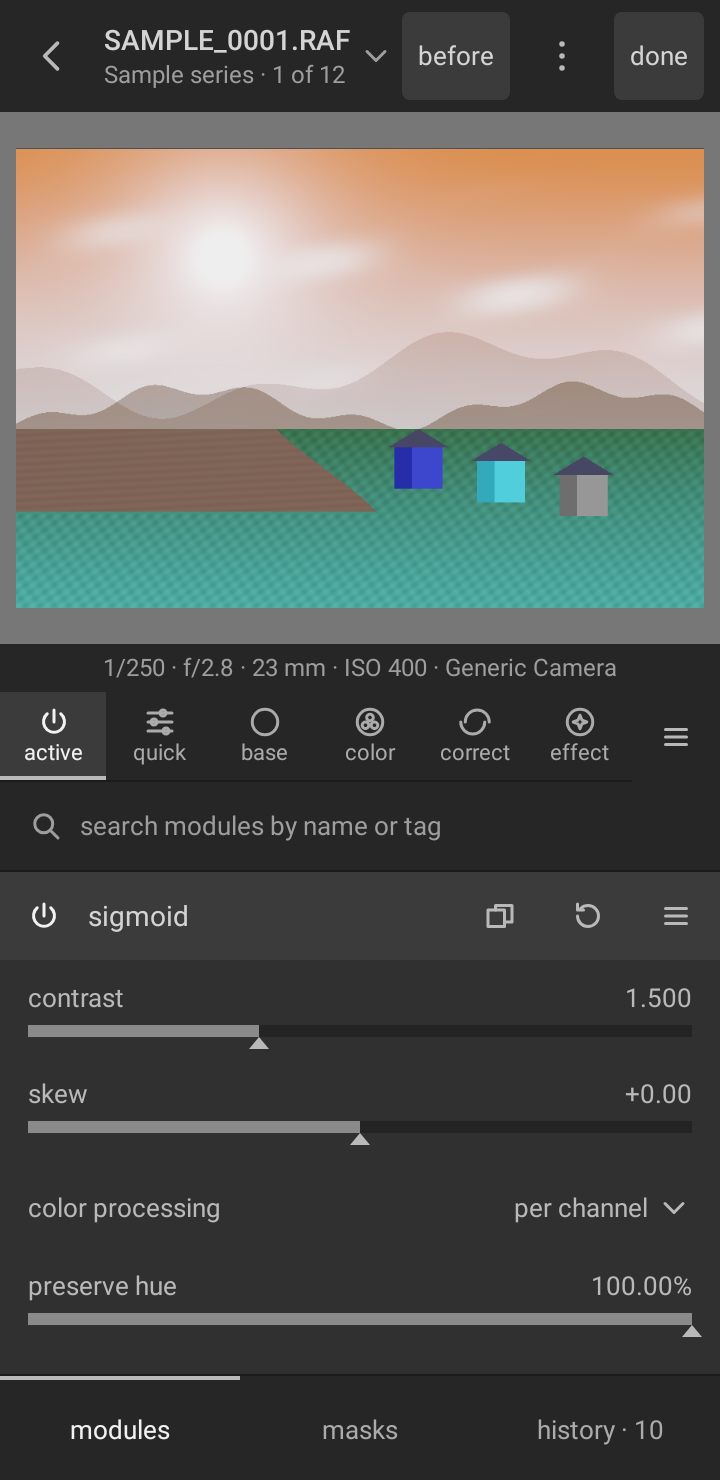 SAMPLE_0001.RAF
Sample series · 1 of 12
before
done
1/250 · f/2.8 · 23 mm · ISO 400 · Generic Camera
active
quick
base
color
correct
effect
search modules by name or tag
sigmoid
contrast 1.500
skew +0.00
color processing per channel
preserve hue 100.00%
modules
masks
history · 10